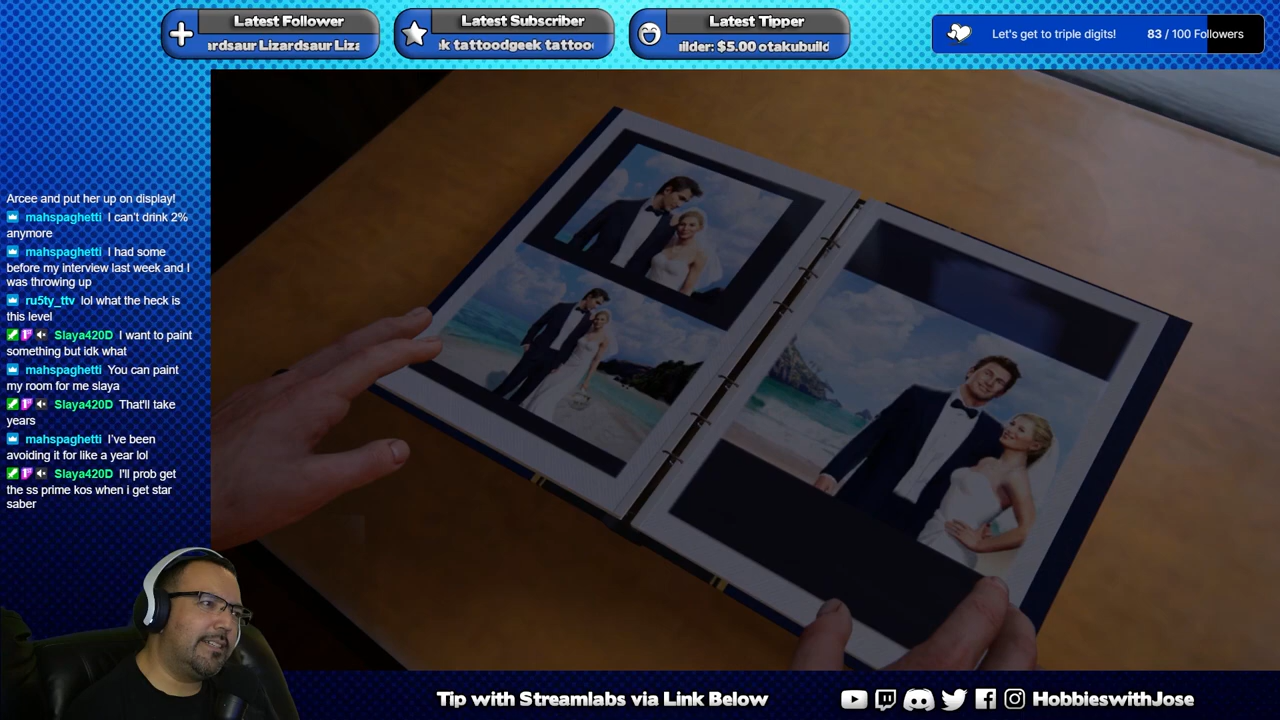 Latest Follower
ardsaur Lizardsaur Liza
Latest Subscriber
k tattoodgeek tattoo
Latest Tipper
ilder: $5.00 otakubuild
Let's get to triple digits!
83 / 100 Followers
Arcee and put her up on display!
mahspaghetti I can't drink 2%
anymore
mahspaghetti I had some
before my interview last week and I
was throwing up
ru5ty_ttv lol what the heck is
this level
Slaya420D I want to paint
something but idk what
mahspaghetti You can paint
my room for me slaya
Slaya420D That'll take
years
mahspaghetti I've been
avoiding it for like a year lol
Slaya420D I'll prob get
the ss prime kos when i get star
saber
Tip with Streamlabs via Link Below
HobbieswithJose